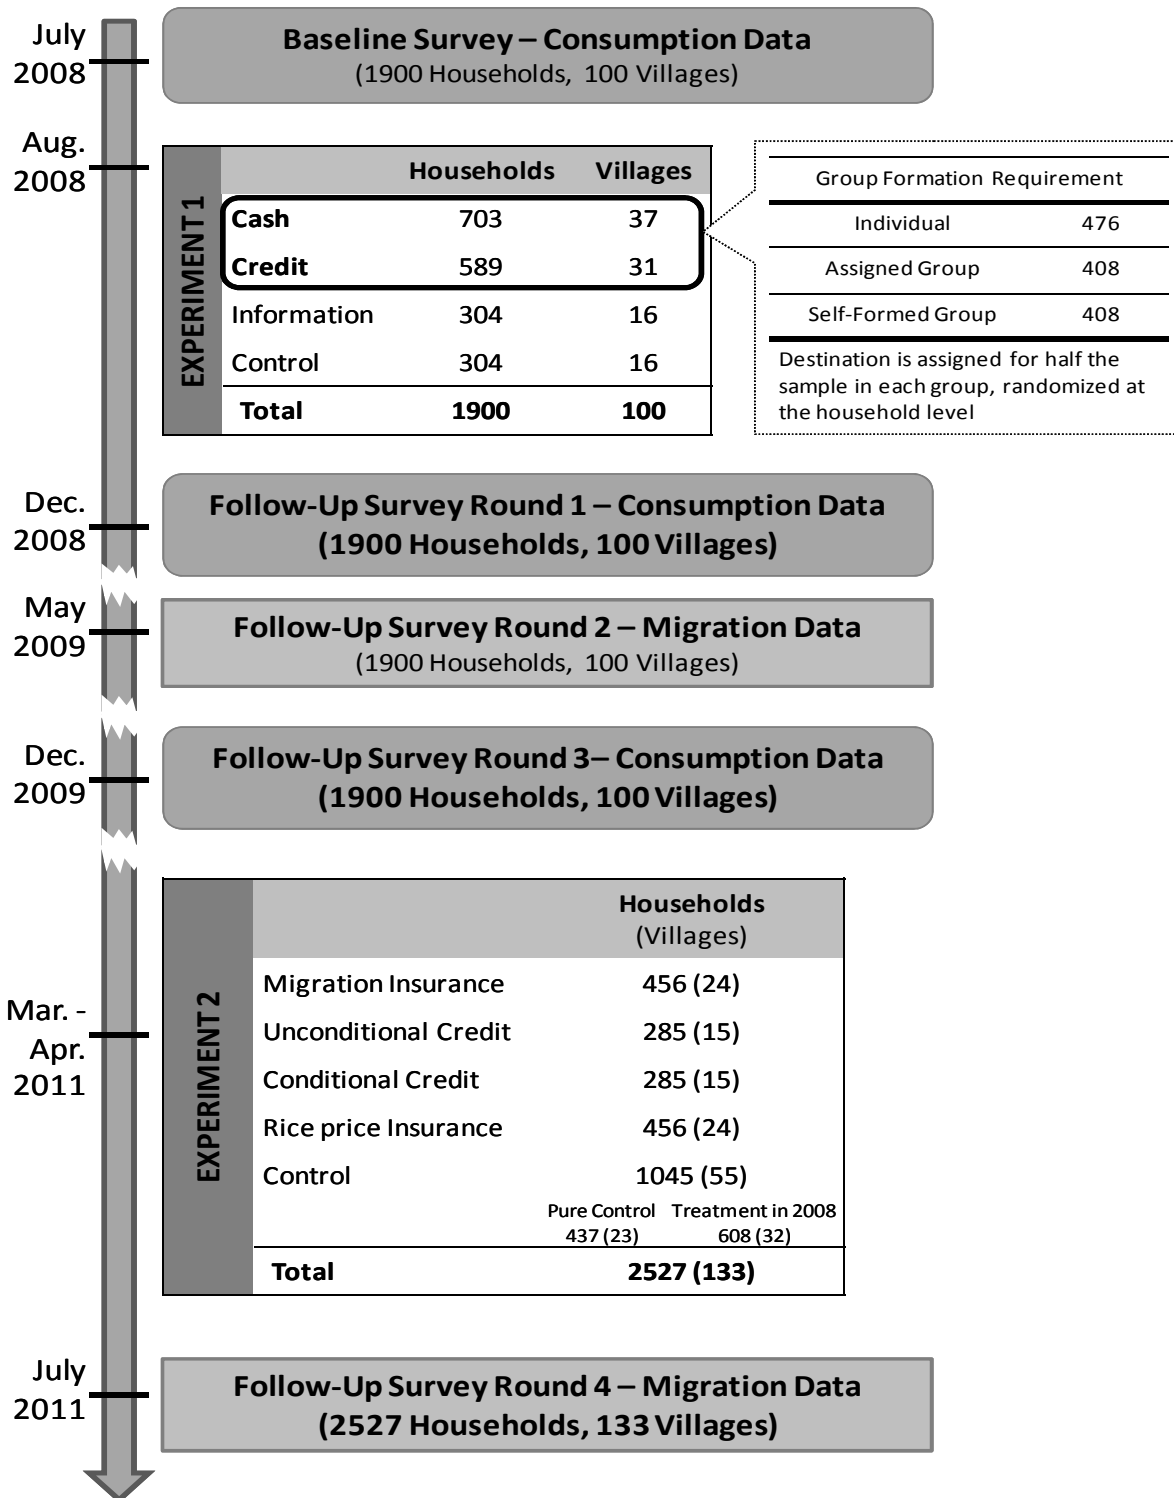 July
2008
Baseline Survey – Consumption Data
(1900 Households, 100 Villages)
Aug.
2008
EXPERIMENT 1
Households Villages
Cash 703 37
Credit 589 31
Information 304 16
Control 304 16
Total 1900 100
Group Formation Requirement
Individual 476
Assigned Group 408
Self-Formed Group 408
Destination is assigned for half the
sample in each group, randomized at
the household level
Dec.
2008
Follow-Up Survey Round 1 – Consumption Data
(1900 Households, 100 Villages)
May
2009
Follow-Up Survey Round 2 – Migration Data
(1900 Households, 100 Villages)
Dec.
2009
Follow-Up Survey Round 3– Consumption Data
(1900 Households, 100 Villages)
Mar. -
Apr.
2011
EXPERIMENT 2
Households
(Villages)
Migration Insurance 456 (24)
Unconditional Credit 285 (15)
Conditional Credit 285 (15)
Rice price Insurance 456 (24)
Control 1045 (55)
Pure Control Treatment in 2008
437 (23) 608 (32)
Total 2527 (133)
July
2011
Follow-Up Survey Round 4 – Migration Data
(2527 Households, 133 Villages)